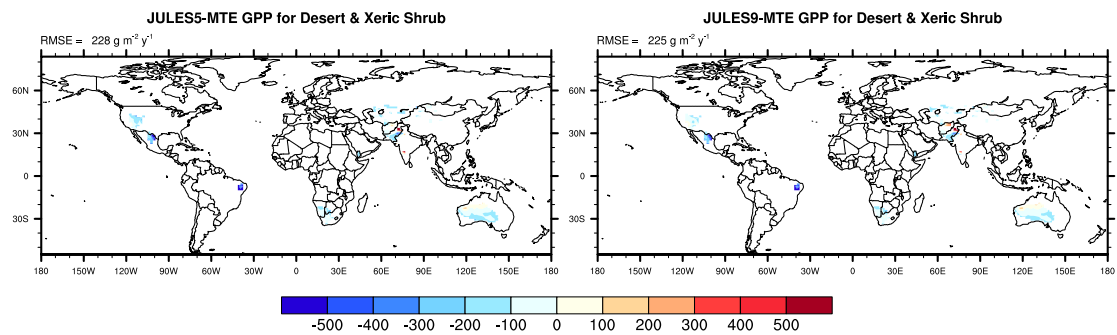 JULES5-MTE GPP for Desert & Xeric Shrub
RMSE = 228 g m⁻² y⁻¹
60N
30N
0
30S
180 150W 120W 90W 60W 30W 0 30E 60E 90E 120E 150E 180
JULES9-MTE GPP for Desert & Xeric Shrub
RMSE = 225 g m⁻² y⁻¹
60N
30N
0
30S
180 150W 120W 90W 60W 30W 0 30E 60E 90E 120E 150E 180
-500 -400 -300 -200 -100 0 100 200 300 400 500